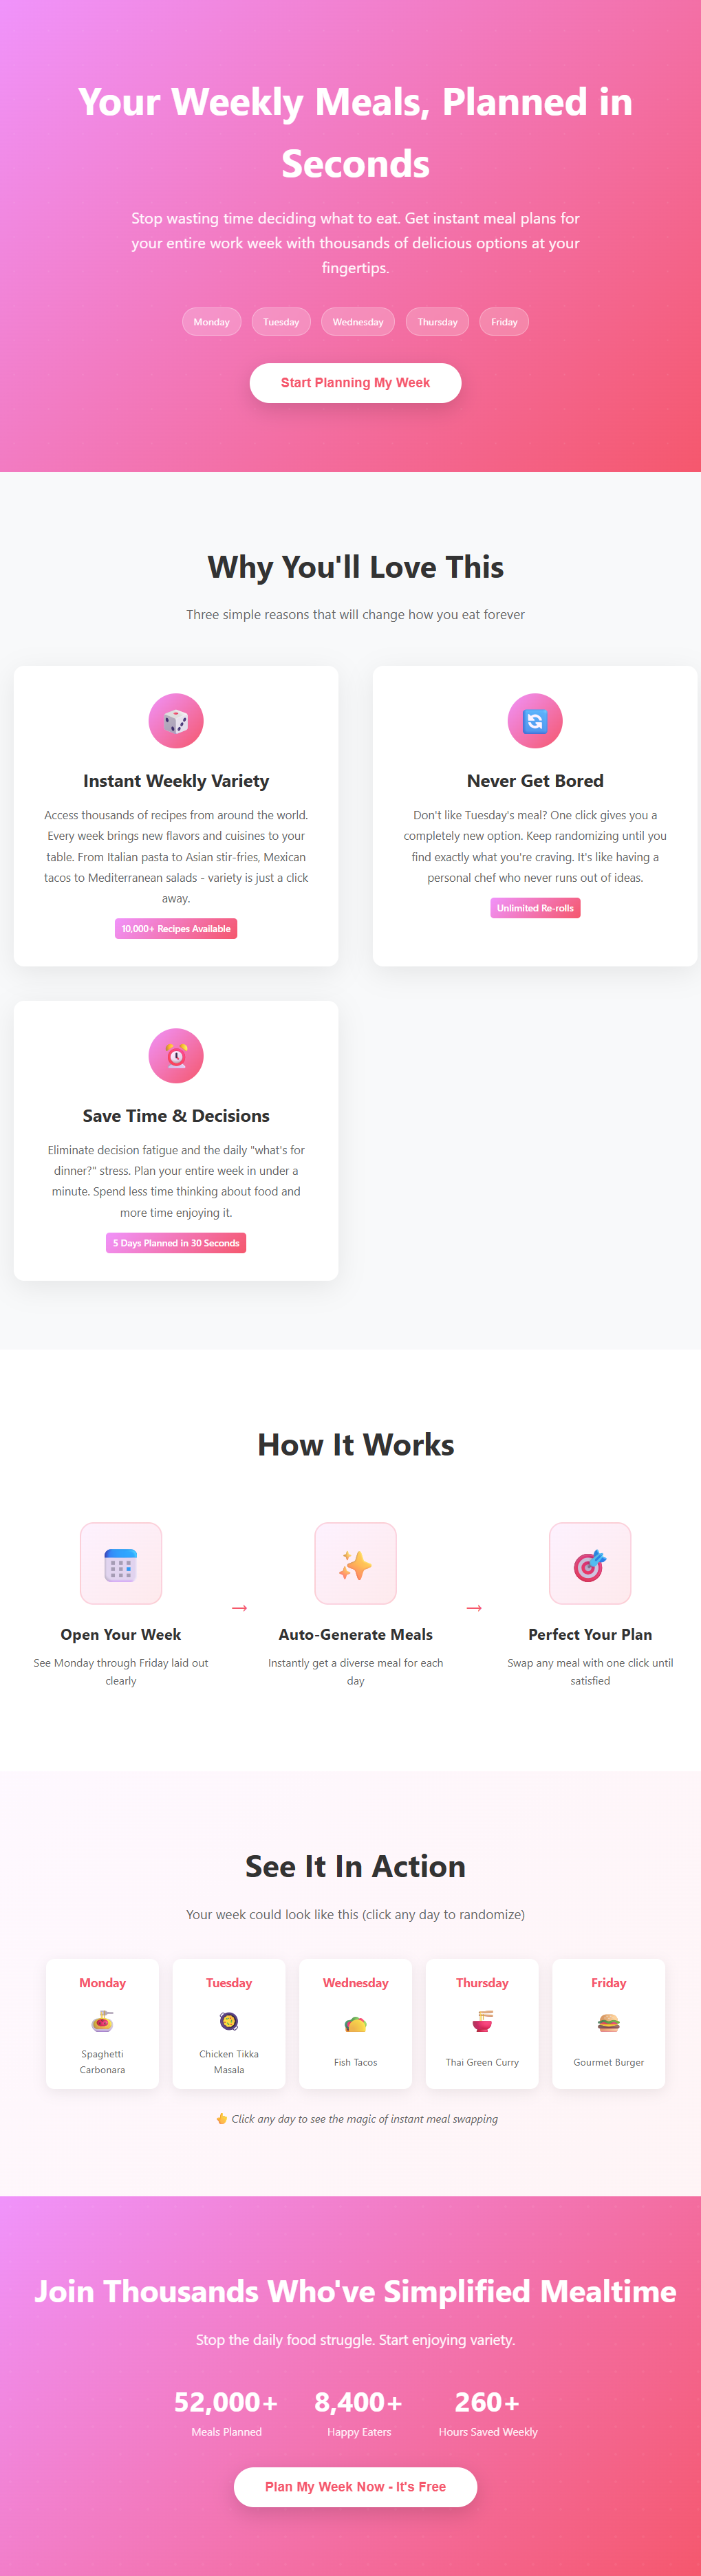 Your Weekly Meals, Planned in
Seconds
Stop wasting time deciding what to eat. Get instant meal plans for
your entire work week with thousands of delicious options at your
fingertips.
Monday
Tuesday
Wednesday
Thursday
Friday
Start Planning My Week
Why You'll Love This
Three simple reasons that will change how you eat forever
Instant Weekly Variety
Access thousands of recipes from around the world.
Every week brings new flavors and cuisines to your
table. From Italian pasta to Asian stir-fries, Mexican
tacos to Mediterranean salads - variety is just a click
away.
10,000+ Recipes Available
Never Get Bored
Don't like Tuesday's meal? One click gives you a
completely new option. Keep randomizing until you
find exactly what you're craving. It's like having a
personal chef who never runs out of ideas.
Unlimited Re-rolls
Save Time & Decisions
Eliminate decision fatigue and the daily "what's for
dinner?" stress. Plan your entire week in under a
minute. Spend less time thinking about food and
more time enjoying it.
5 Days Planned in 30 Seconds
How It Works
Open Your Week
See Monday through Friday laid out
clearly
→
Auto-Generate Meals
Instantly get a diverse meal for each
day
→
Perfect Your Plan
Swap any meal with one click until
satisfied
See It In Action
Your week could look like this (click any day to randomize)
Monday
Spaghetti
Carbonara
Tuesday
Chicken Tikka
Masala
Wednesday
Fish Tacos
Thursday
Thai Green Curry
Friday
Gourmet Burger
👆 Click any day to see the magic of instant meal swapping
Join Thousands Who've Simplified Mealtime
Stop the daily food struggle. Start enjoying variety.
52,000+
Meals Planned
8,400+
Happy Eaters
260+
Hours Saved Weekly
Plan My Week Now - It's Free